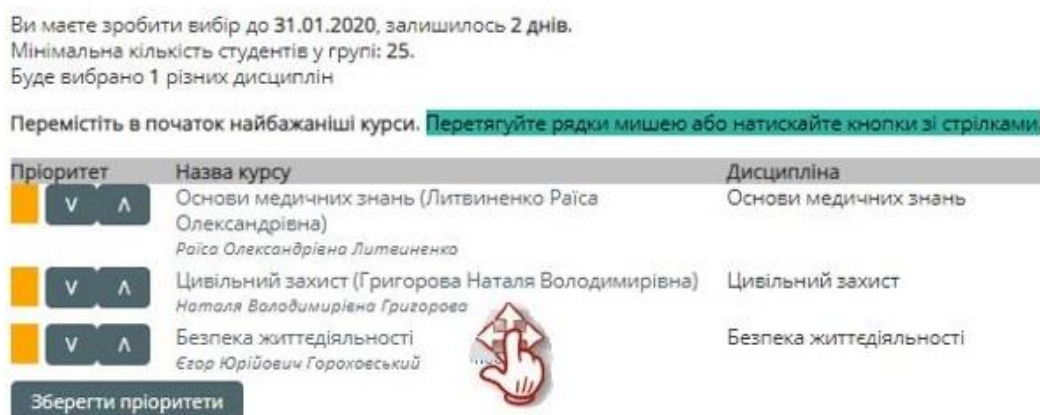 Ви маєте зробити вибір до 31.01.2020, залишилось 2 днів.
Мінімальна кількість студентів у групі: 25.
Буде вибрано 1 різних дисциплін
Перемістіть в початок найбажаніші курси. Перетягуйте рядки мишею або натискайте кнопки зі стрілками.
Пріоритет Назва курсу Дисципліна
Основи медичних знань (Литвиненко Раїса Основи медичних знань
Олександрівна)
Раїса Олександрівна Литвиненко
Цивільний захист (Григорова Наталя Володимирівна) Цивільний захист
Наталя Володимирівна Григорова
Безпека життєдіяльності Безпека життєдіяльності
Єгор Юрійович Гороховський
Зберегти пріоритети